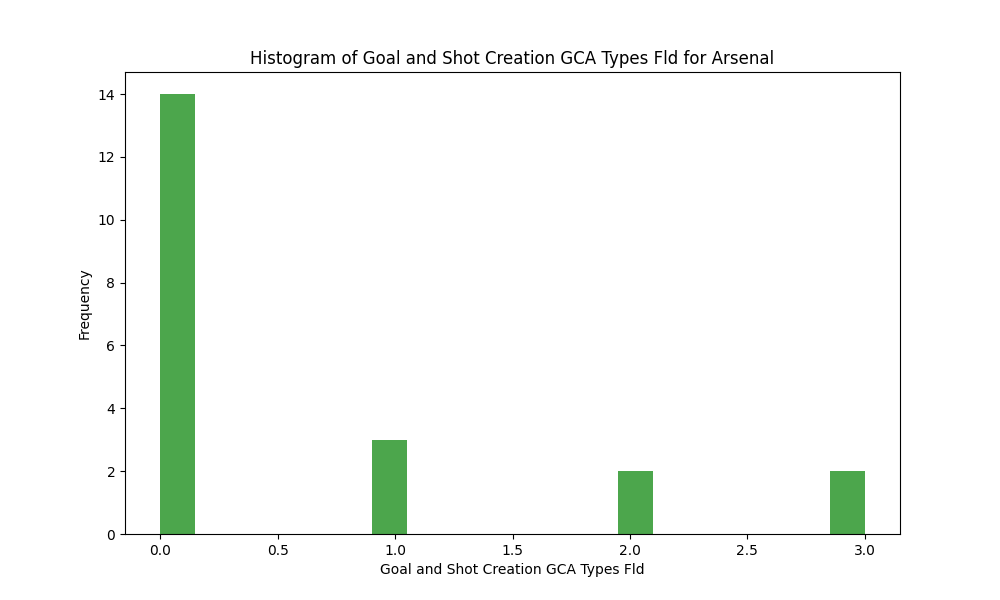 Histogram of Goal and Shot Creation GCA Types Fld for Arsenal
14
12
10
8
6
4
2
0
Frequency
0.0 0.5 1.0 1.5 2.0 2.5 3.0
Goal and Shot Creation GCA Types Fld